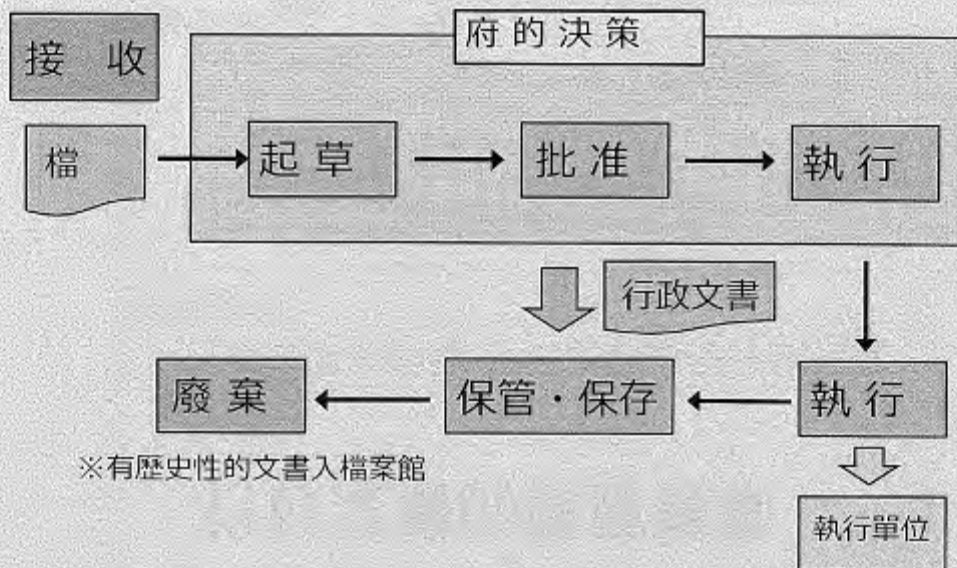 接 收
府的決策
檔
起草
批准
執行
行政文書
廢棄
保管・保存
執行
※有歷史性的文書入檔案館
執行單位